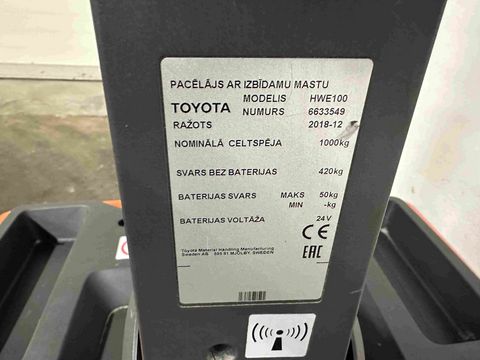 PACĒLĀJS AR IZBĪDAMU MASTU
TOYOTA MODELIS HWE100
NUMURS 6633549
RAŽOTS 2018-12
NOMINĀLĀ CELTSPĒJA 1000kg
SVARS BEZ BATERIJAS 420kg
BATERIJAS SVARS MAKS 50kg
MIN -kg
BATERIJAS VOLTĀŽA 24V
Toyota Material Handling Manufacturing
Sweden AB 595 81 MJÖLBY, SWEDEN
CE
EAC